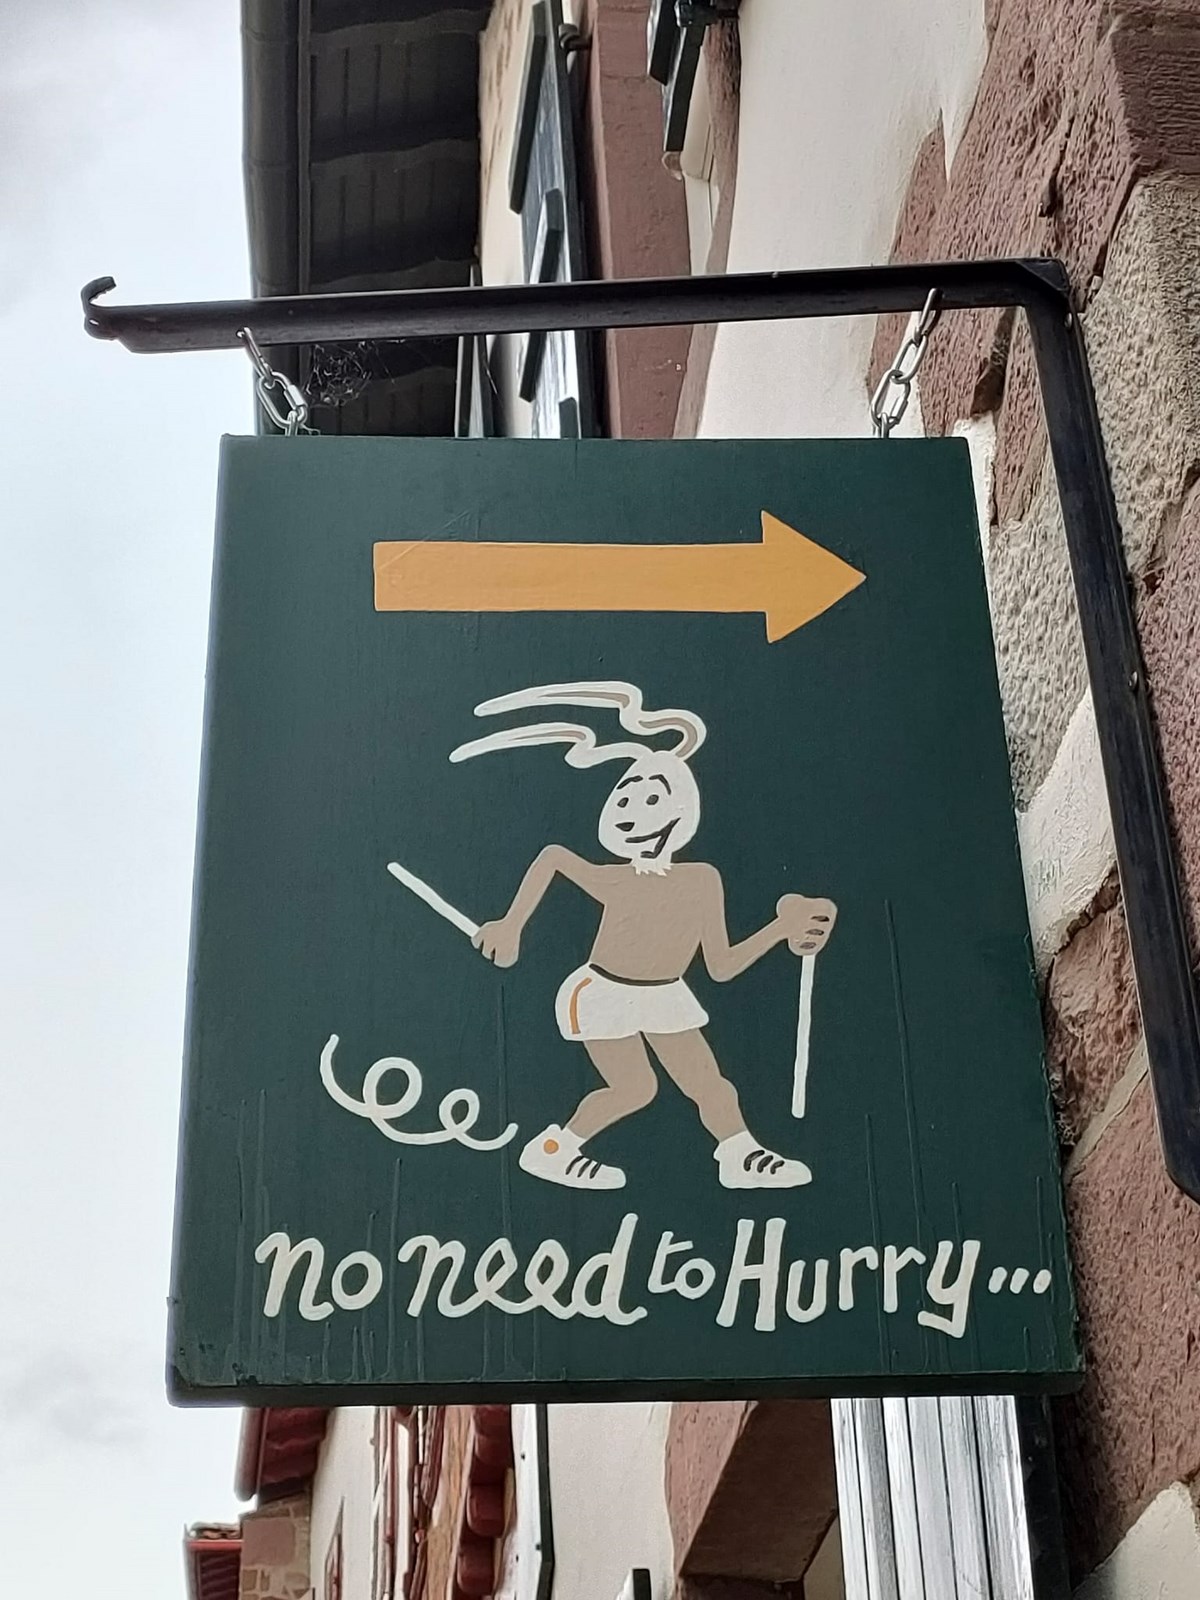 no need to Hurry...